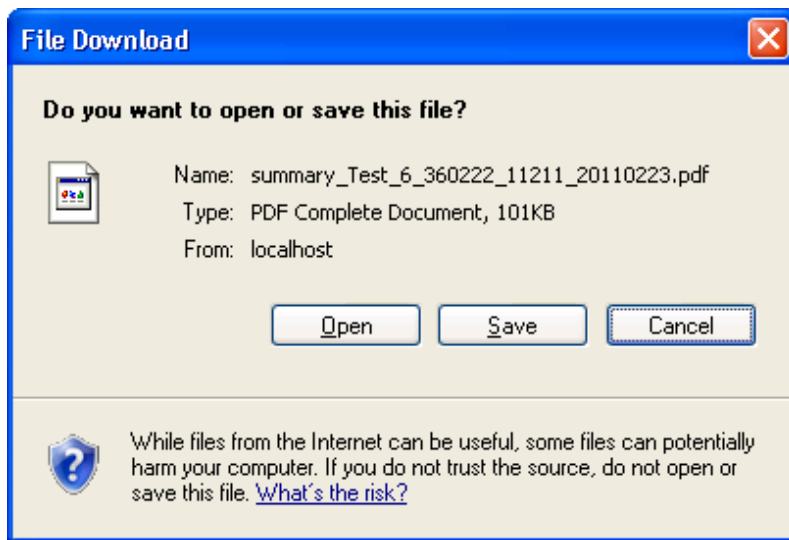 File Download
Do you want to open or save this file?
Name: summary_Test_6_360222_11211_20110223.pdf
Type: PDF Complete Document, 101KB
From: localhost
Open Save Cancel
While files from the Internet can be useful, some files can potentially
harm your computer. If you do not trust the source, do not open or
save this file. What's the risk?